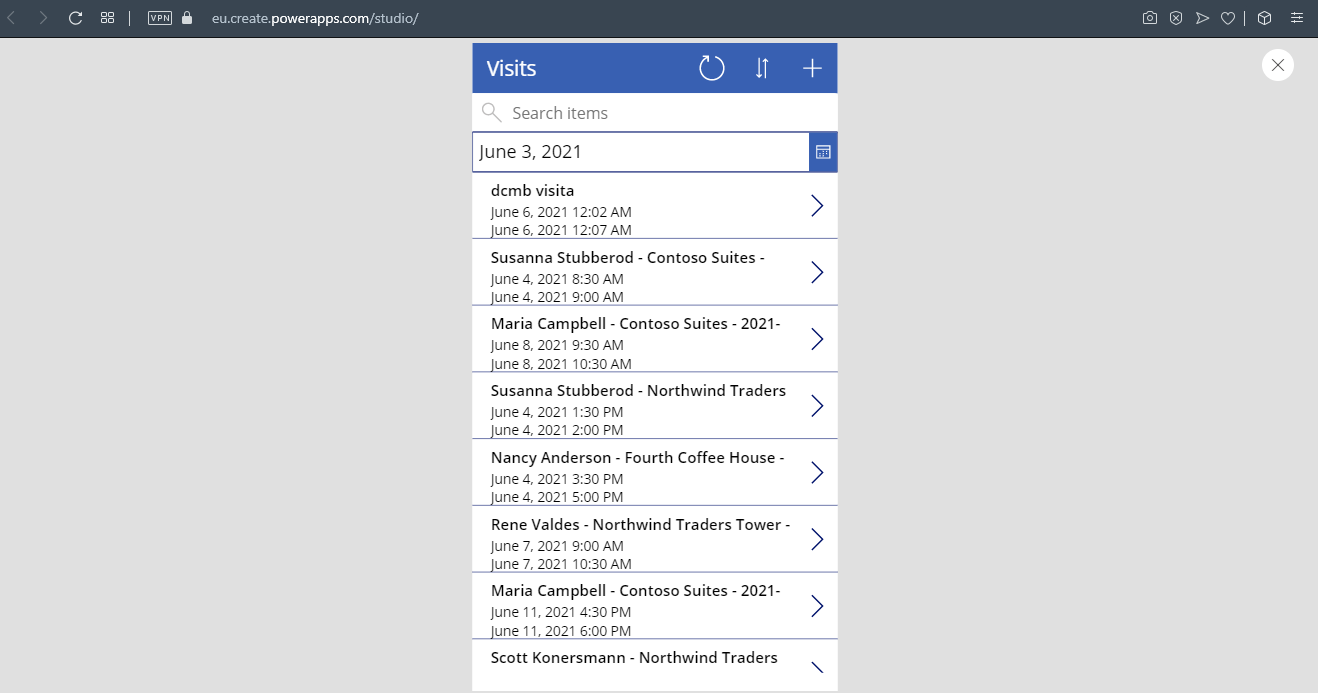 VPN eu.create.powerapps.com/studio/
Visits
Search items
June 3, 2021
dcmb visita
June 6, 2021 12:02 AM
June 6, 2021 12:07 AM
Susanna Stubberod - Contoso Suites -
June 4, 2021 8:30 AM
June 4, 2021 9:00 AM
Maria Campbell - Contoso Suites - 2021-
June 8, 2021 9:30 AM
June 8, 2021 10:30 AM
Susanna Stubberod - Northwind Traders
June 4, 2021 1:30 PM
June 4, 2021 2:00 PM
Nancy Anderson - Fourth Coffee House -
June 4, 2021 3:30 PM
June 4, 2021 5:00 PM
Rene Valdes - Northwind Traders Tower -
June 7, 2021 9:00 AM
June 7, 2021 10:30 AM
Maria Campbell - Contoso Suites - 2021-
June 11, 2021 4:30 PM
June 11, 2021 6:00 PM
Scott Konersmann - Northwind Traders